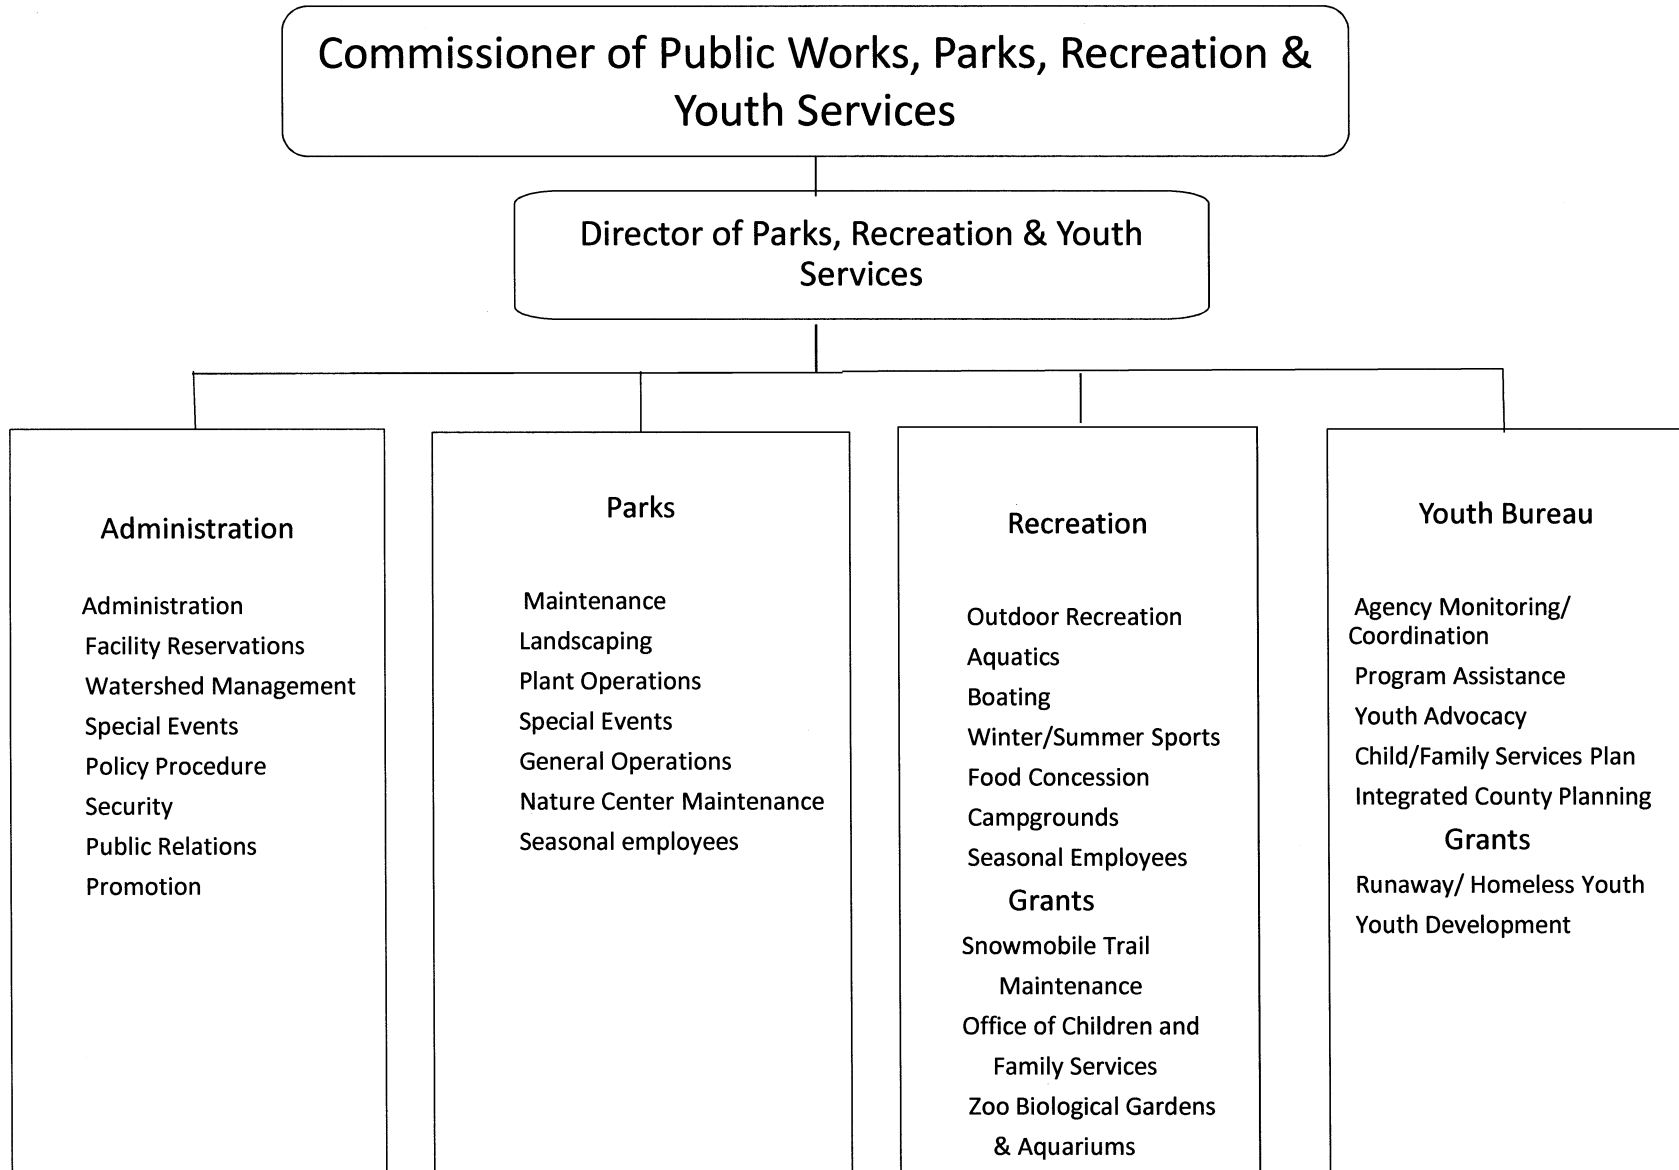 Commissioner of Public Works, Parks, Recreation &
Youth Services
Director of Parks, Recreation & Youth
Services
Administration
Administration
Facility Reservations
Watershed Management
Special Events
Policy Procedure
Security
Public Relations
Promotion
Parks
Maintenance
Landscaping
Plant Operations
Special Events
General Operations
Nature Center Maintenance
Seasonal employees
Recreation
Outdoor Recreation
Aquatics
Boating
Winter/Summer Sports
Food Concession
Campgrounds
Seasonal Employees
Grants
Snowmobile Trail
Maintenance
Office of Children and
Family Services
Zoo Biological Gardens
& Aquariums
Youth Bureau
Agency Monitoring/
Coordination
Program Assistance
Youth Advocacy
Child/Family Services Plan
Integrated County Planning
Grants
Runaway/ Homeless Youth
Youth Development